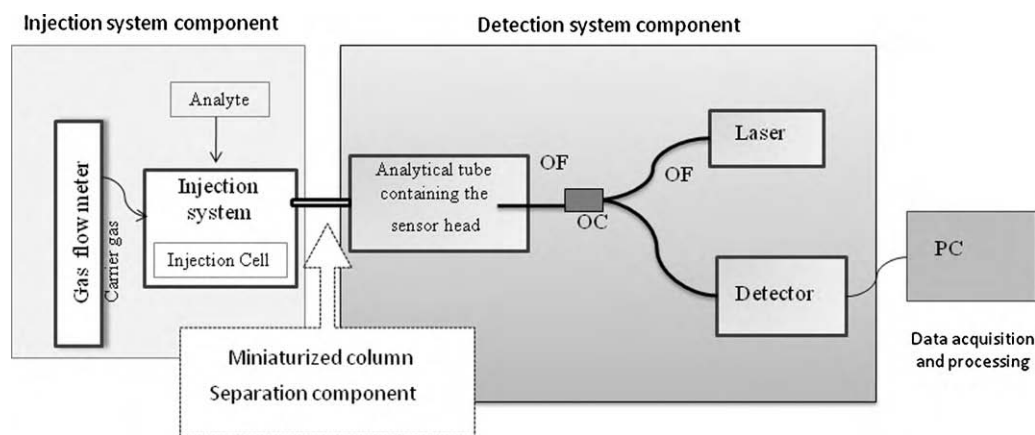 Injection system component
Detection system component
Analyte
Gas flow meter
Carrier gas
Injection
system
Injection Cell
Analytical tube
containing the
sensor head
OF
OC
OF
Laser
Detector
PC
Data acquisition
and processing
Miniaturized column
Separation component